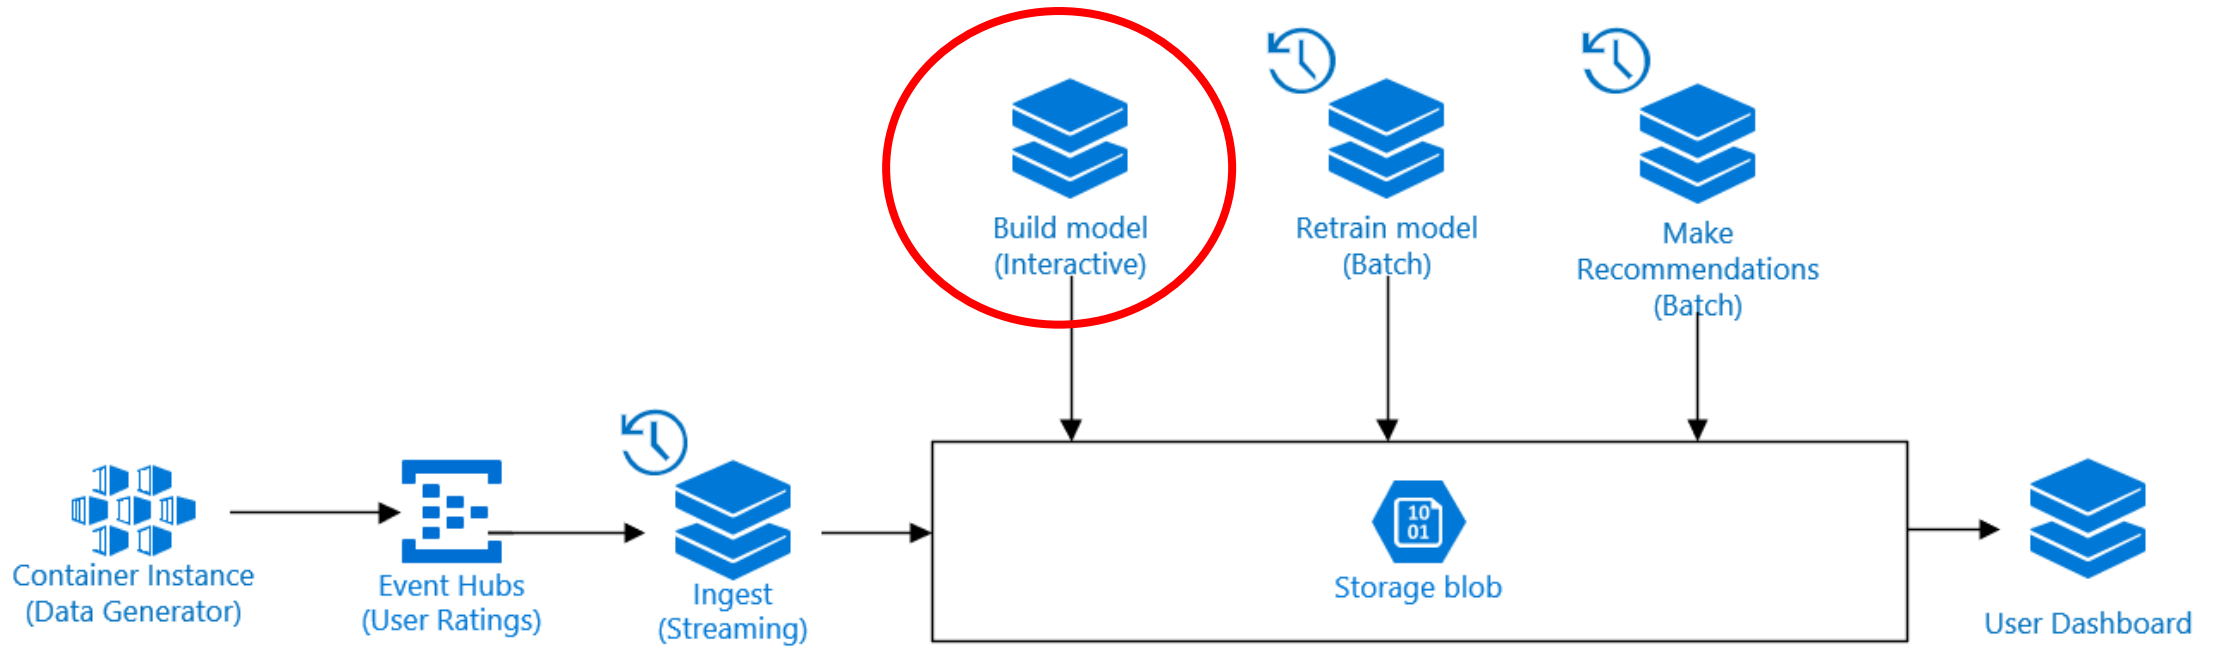 Build model
(Interactive)
Retrain model
(Batch)
Make
Recommendations
(Batch)
Container Instance
(Data Generator)
Event Hubs
(User Ratings)
Ingest
(Streaming)
10
01
Storage blob
User Dashboard